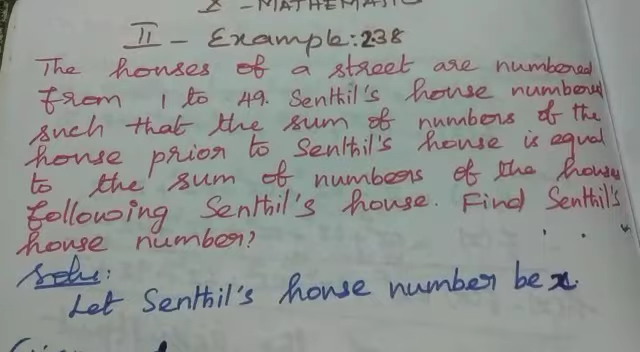 X - MATHEMATIC
II - Example: 2.38
The houses of a street are numbered
from 1 to 49. Senthil's house numbered
such that the sum of numbers of the
house prior to Senthil's house is equal
to the sum of numbers of the houses
following Senthil's house. Find Senthil's
house number?
Solu:
Let Senthil's house number be x.